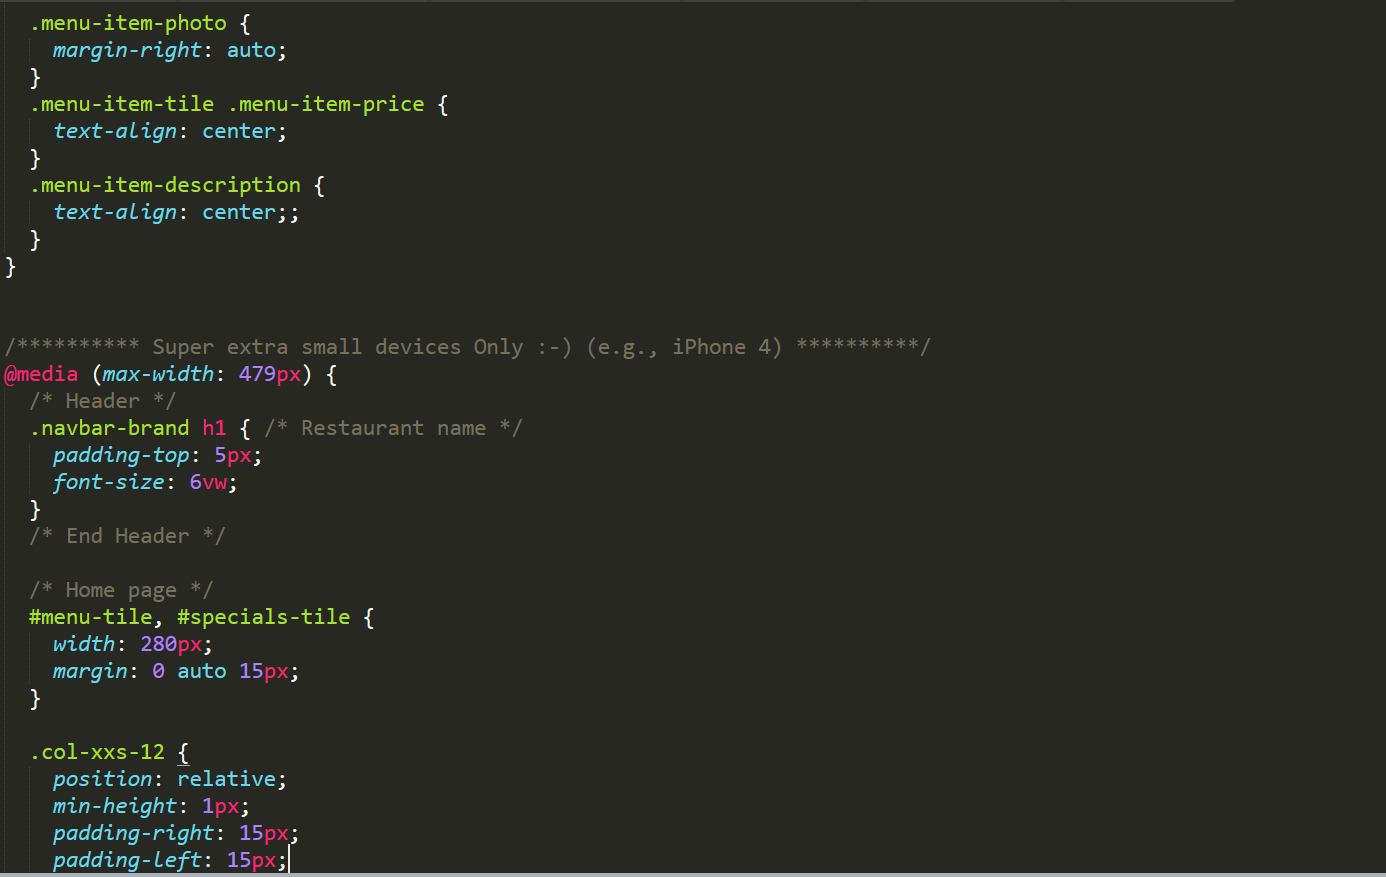 .menu-item-photo {
margin-right: auto;
}
.menu-item-tile .menu-item-price {
text-align: center;
}
.menu-item-description {
text-align: center;;
}
}
/********** Super extra small devices Only :-) (e.g., iPhone 4) **********/
@media (max-width: 479px) {
/* Header */
.navbar-brand h1 { /* Restaurant name */
padding-top: 5px;
font-size: 6vw;
}
/* End Header */
/* Home page */
#menu-tile, #specials-tile {
width: 280px;
margin: 0 auto 15px;
}
.col-xxs-12 {
position: relative;
min-height: 1px;
padding-right: 15px;
padding-left: 15px;